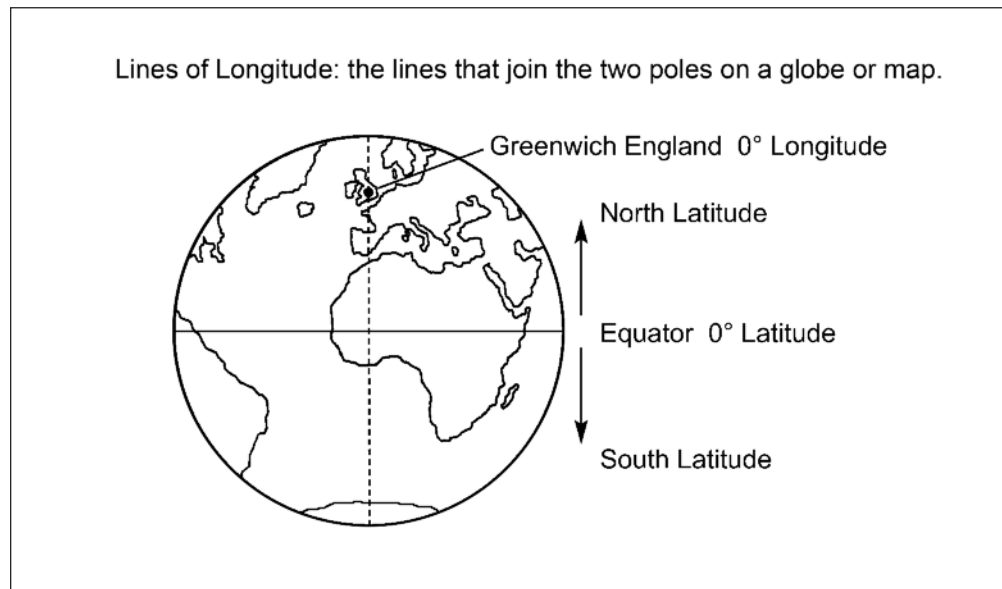 Lines of Longitude: the lines that join the two poles on a globe or map.
Greenwich England 0° Longitude
North Latitude
Equator 0° Latitude
South Latitude